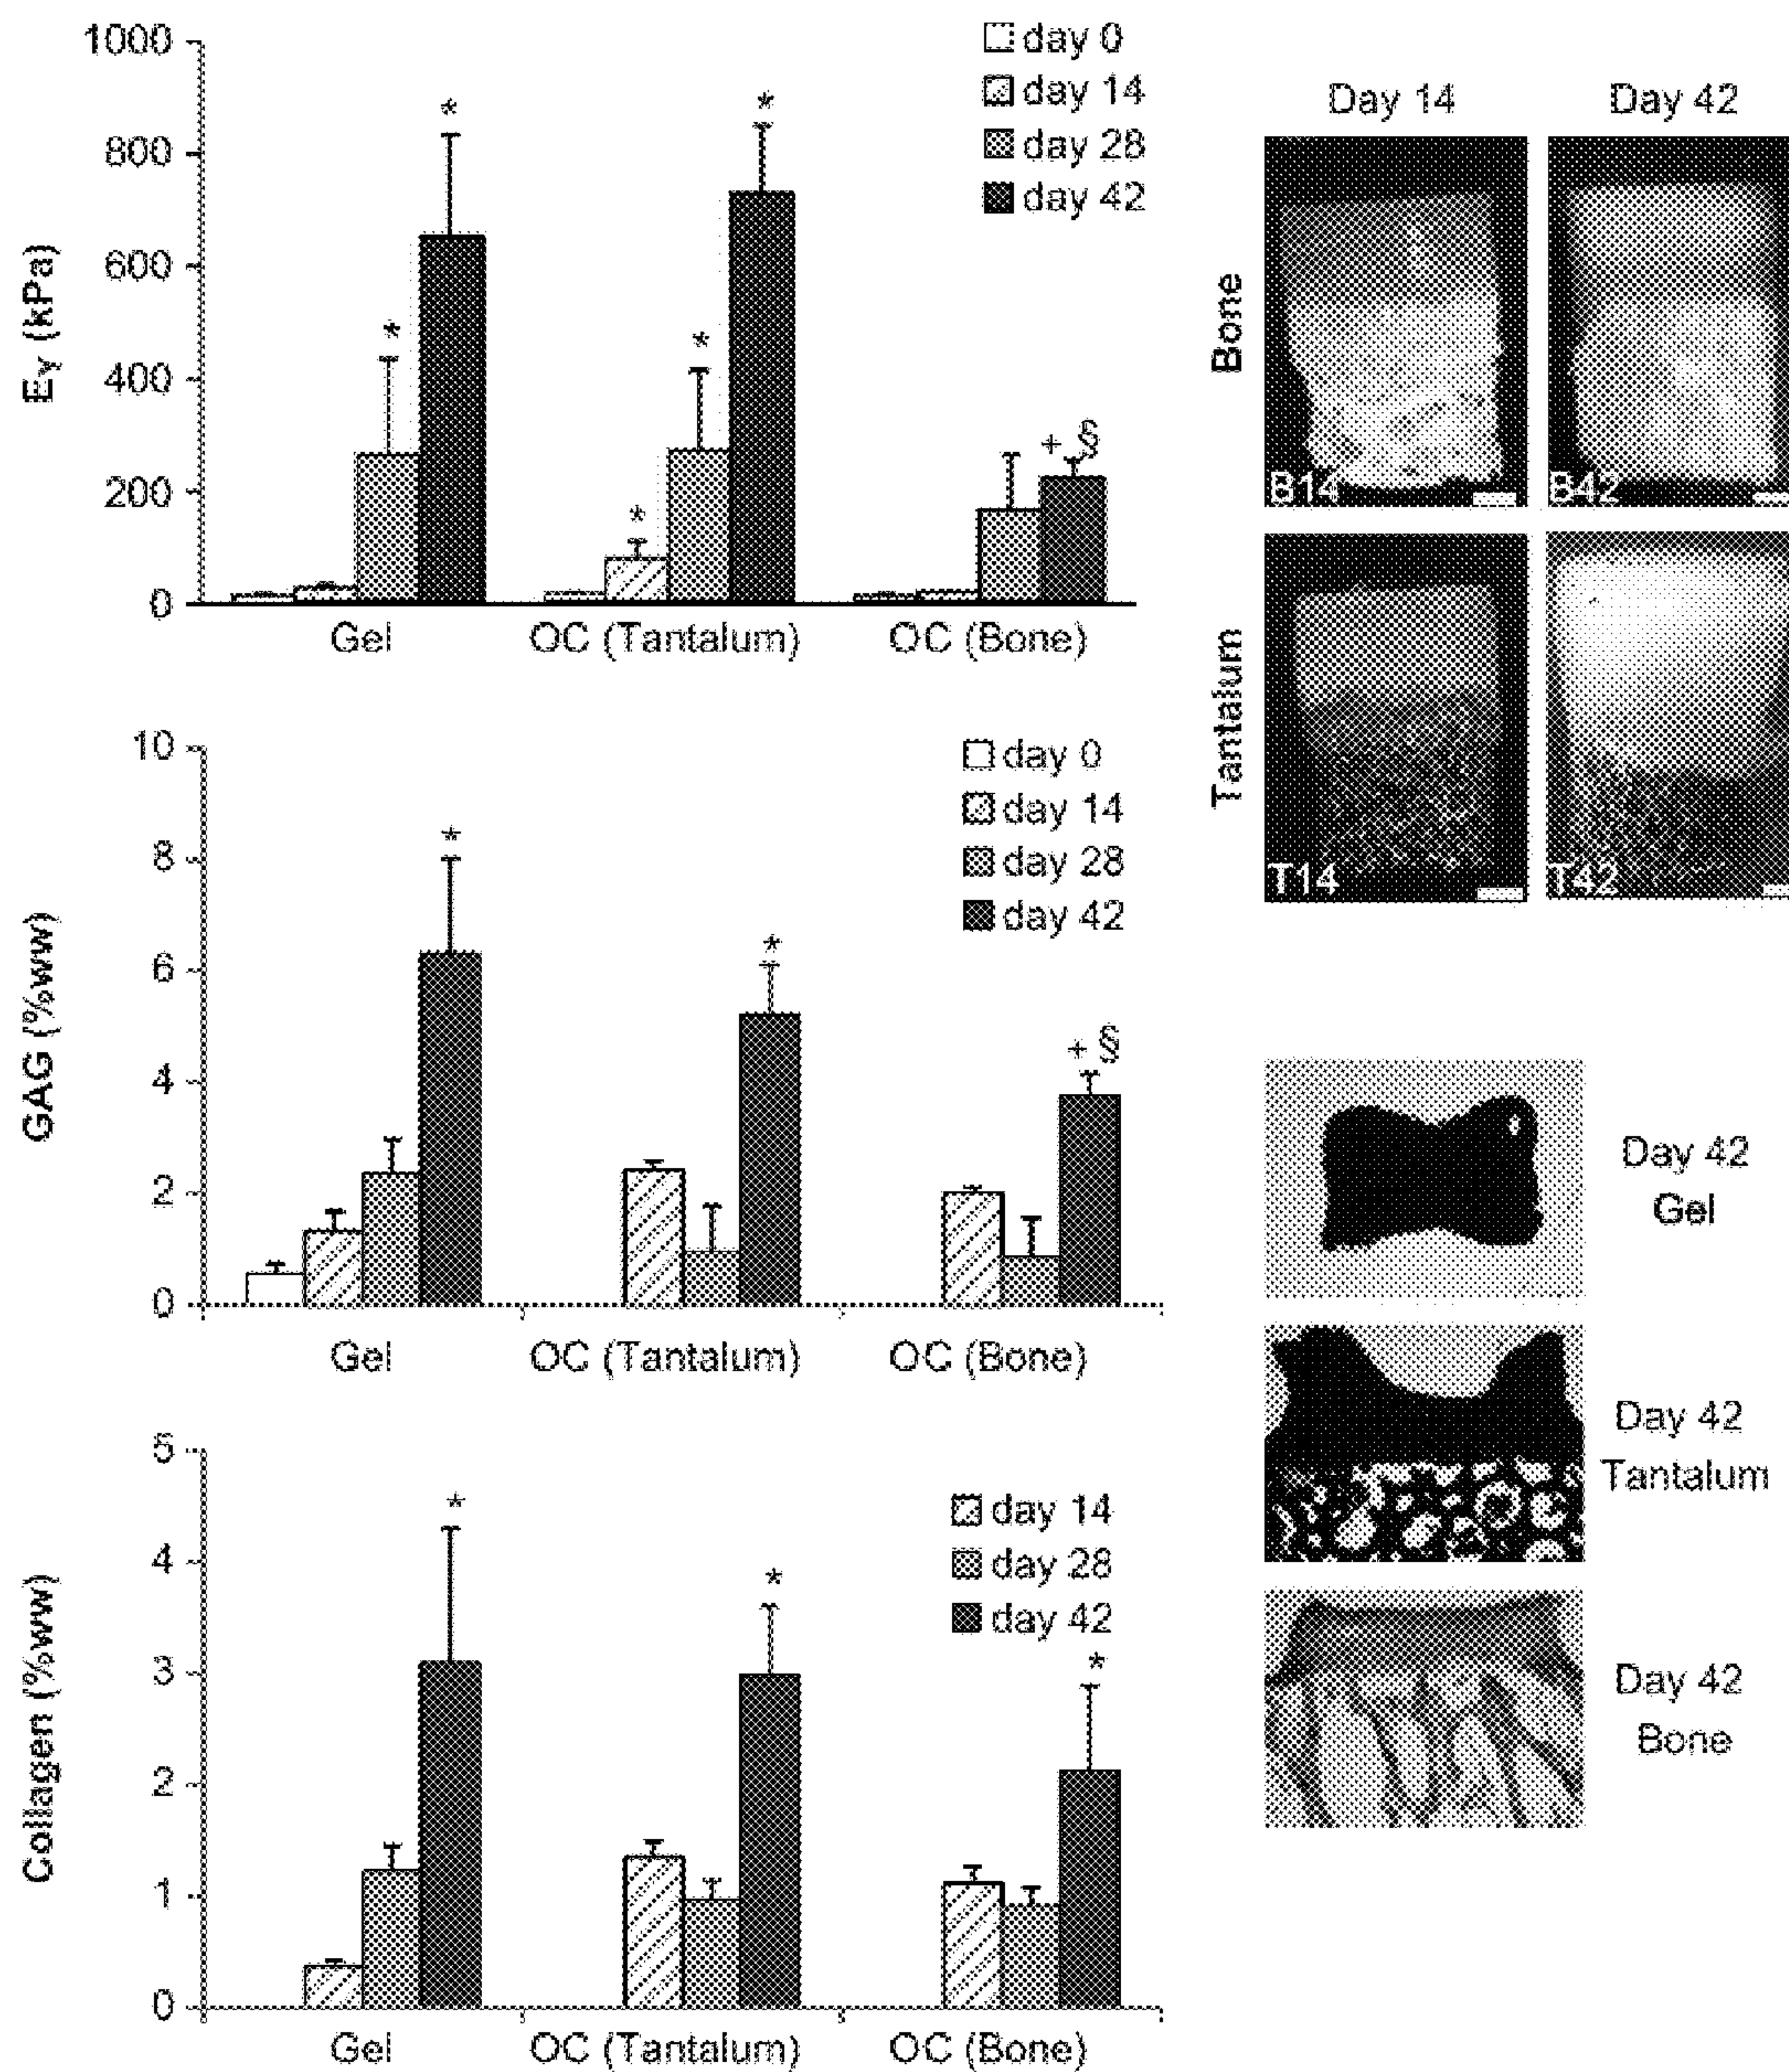 1000
800
600
400
200
0
E_Y (kPa)
day 0
day 14
day 28
day 42
*
*
*
*
*
+ §
Gel
OC (Tantalum)
OC (Bone)
10
8
6
4
2
0
GAG (%ww)
day 0
day 14
day 28
day 42
*
*
+ §
Gel
OC (Tantalum)
OC (Bone)
5
4
3
2
1
0
Collagen (%ww)
day 14
day 28
day 42
*
*
*
Gel
OC (Tantalum)
OC (Bone)
Day 14
Day 42
Bone
B14
B42
Tantalum
T14
T42
Day 42
Gel
Day 42
Tantalum
Day 42
Bone